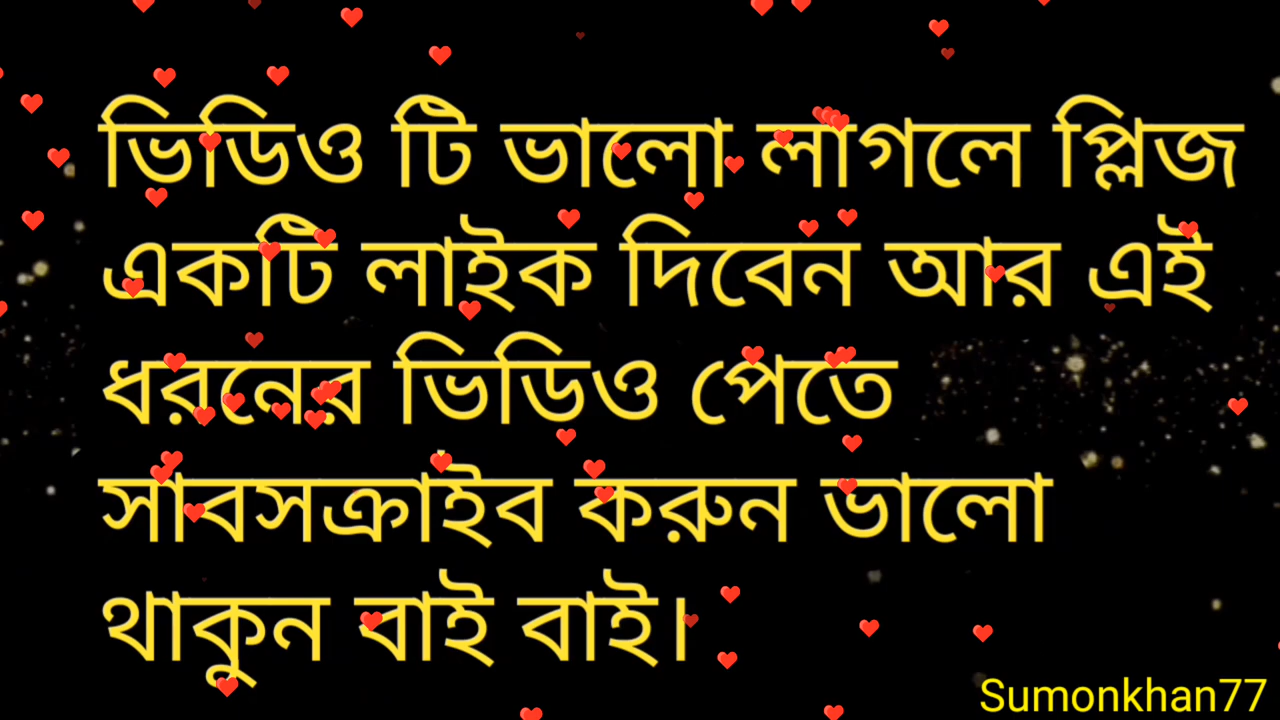 ভিডিও টি ভালো লাগলে প্লিজ
একটি লাইক দিবেন আর এই
ধরনের ভিডিও পেতে
সাবসক্রাইব করুন ভালো
থাকুন বাই বাই।
Sumonkhan77